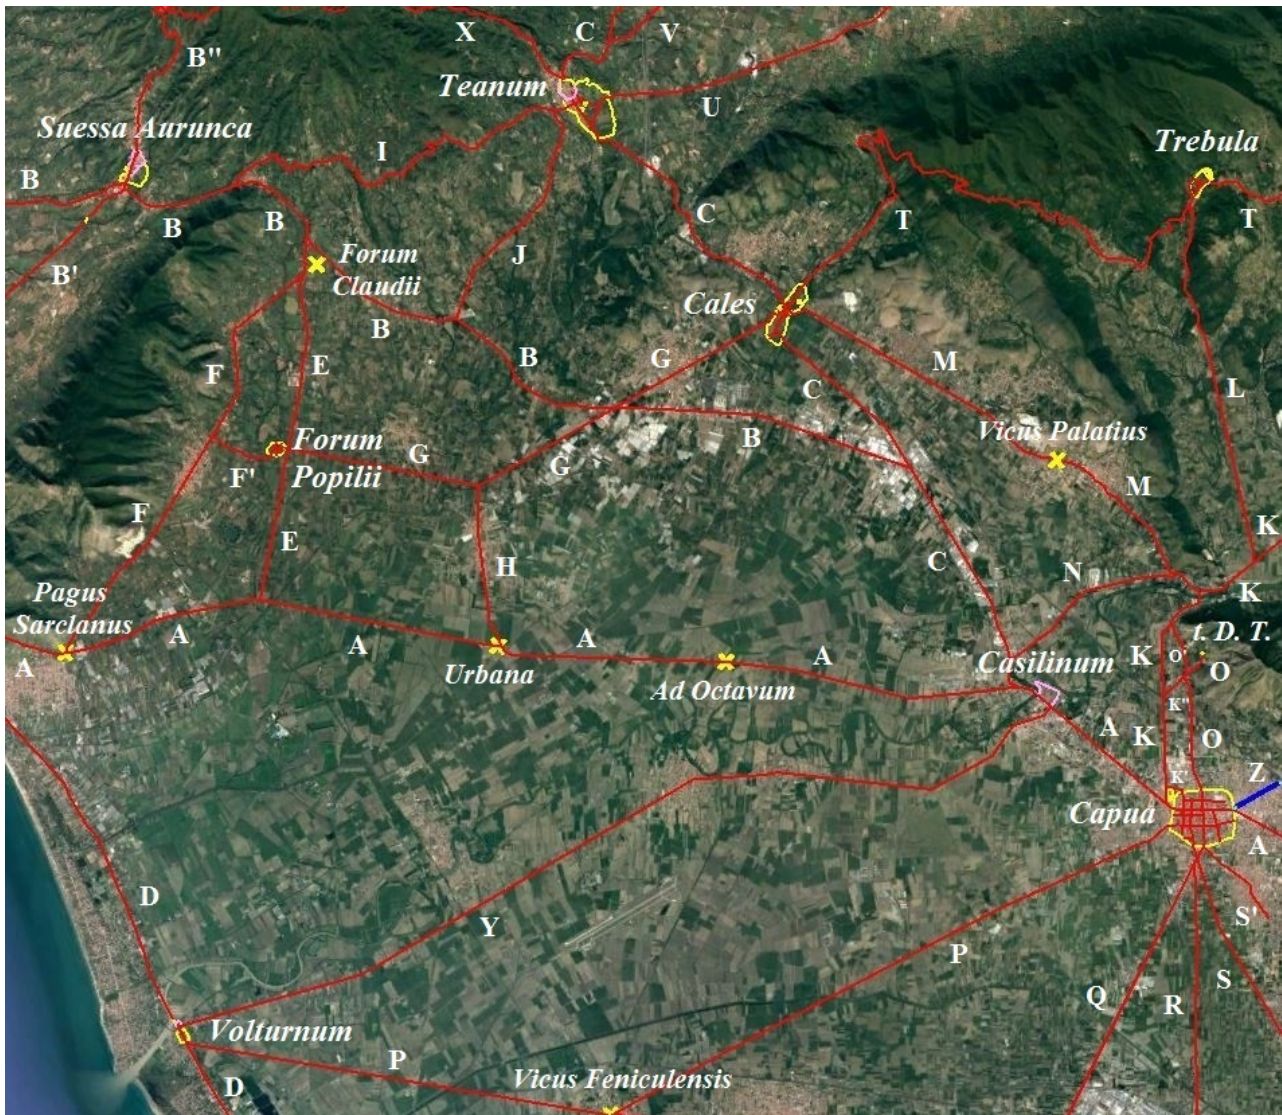 X
C
V
B"
Teanum
U
Suessa Aurunca
Trebula
I
B
B
B
C
T
T
J
Forum
Claudii
B'
Cales
B
B
G
M
F
E
C
L
Forum
Popilii
F'
G
G
B
Vicus Palatius
M
F
E
H
C
N
K
K
Pagus
Sarclanus
A
A
A
A
A
Urbana
Ad Octavum
Casilinum
t. D. T.
K
O'
O
K"
A
K
O
K'
Z
Capua
A
D
Y
P
S'
S
Q
R
Volturnum
P
D
Vicus Feniculensis